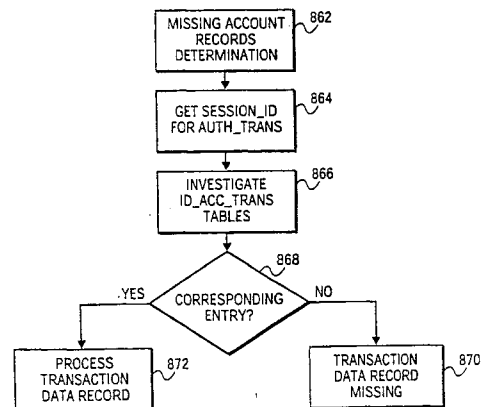 MISSING ACCOUNT
RECORDS
DETERMINATION
862
GET SESSION_ID
FOR AUTH_TRANS
864
INVESTIGATE
ID_ACC_TRANS
TABLES
866
868
CORRESPONDING
ENTRY?
YES
NO
PROCESS
TRANSACTION
DATA RECORD
872
TRANSACTION
DATA RECORD
MISSING
870